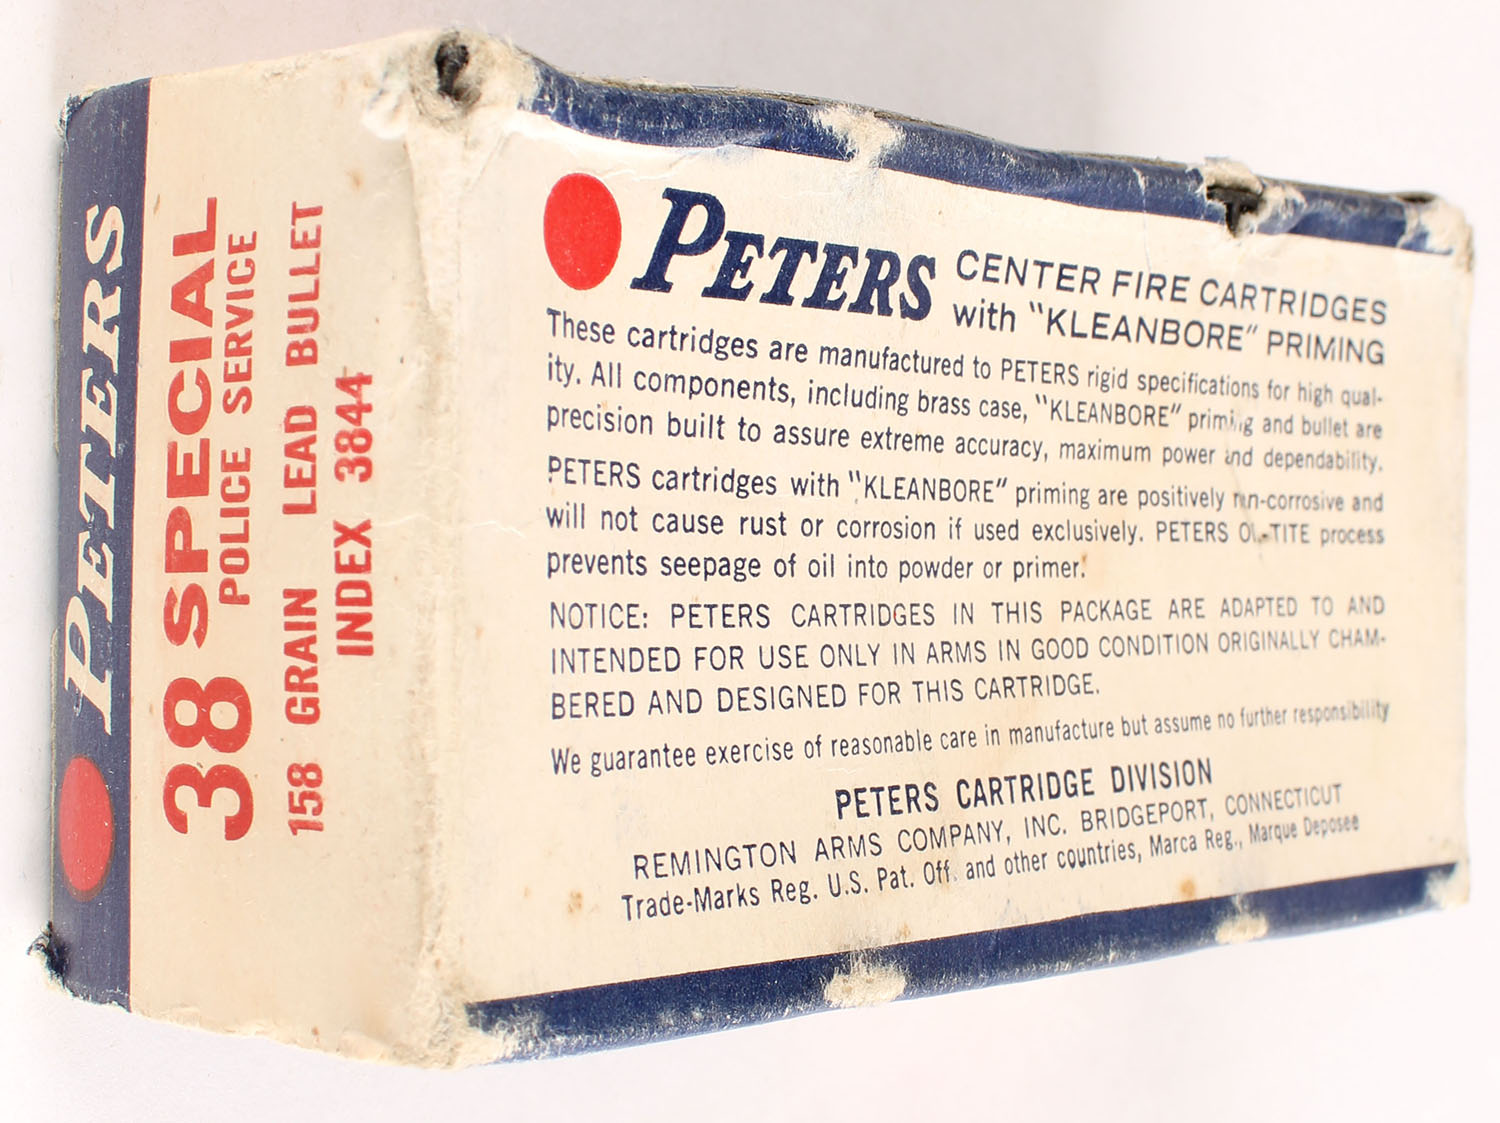 PETERS
38 SPECIAL
POLICE SERVICE
158 GRAIN LEAD BULLET
INDEX 3844
PETERS CENTER FIRE CARTRIDGES
with "KLEANBORE" PRIMING
These cartridges are manufactured to PETERS rigid specifications for high qual-
ity. All components, including brass case, "KLEANBORE" priming and bullet are
precision built to assure extreme accuracy, maximum power and dependability.
PETERS cartridges with "KLEANBORE" priming are positively non-corrosive and
will not cause rust or corrosion if used exclusively. PETERS OIL-TITE process
prevents seepage of oil into powder or primer.
NOTICE: PETERS CARTRIDGES IN THIS PACKAGE ARE ADAPTED TO AND
INTENDED FOR USE ONLY IN ARMS IN GOOD CONDITION ORIGINALLY CHAM-
BERED AND DESIGNED FOR THIS CARTRIDGE.
We guarantee exercise of reasonable care in manufacture but assume no further responsibility
PETERS CARTRIDGE DIVISION
REMINGTON ARMS COMPANY, INC. BRIDGEPORT, CONNECTICUT
Trade-Marks Reg. U.S. Pat. Off. and other countries, Marca Reg., Marque Deposee